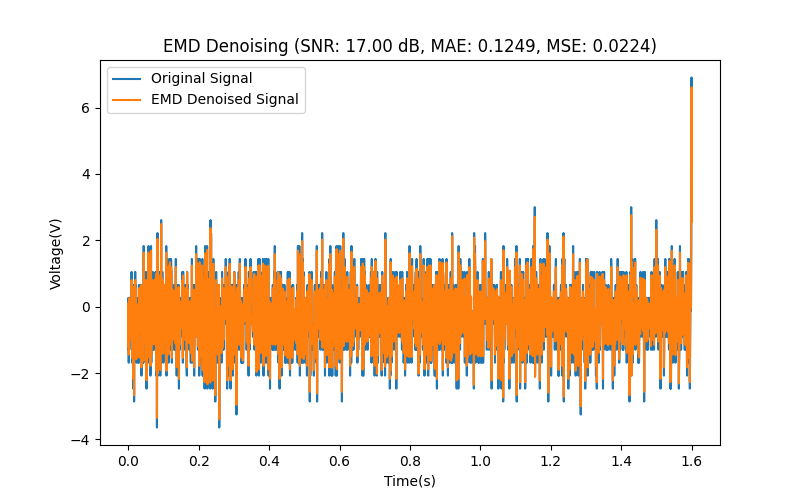 EMD Denoising (SNR: 17.00 dB, MAE: 0.1249, MSE: 0.0224)
Original Signal
EMD Denoised Signal
Voltage(V)
6
4
2
0
−2
−4
0.0 0.2 0.4 0.6 0.8 1.0 1.2 1.4 1.6
Time(s)